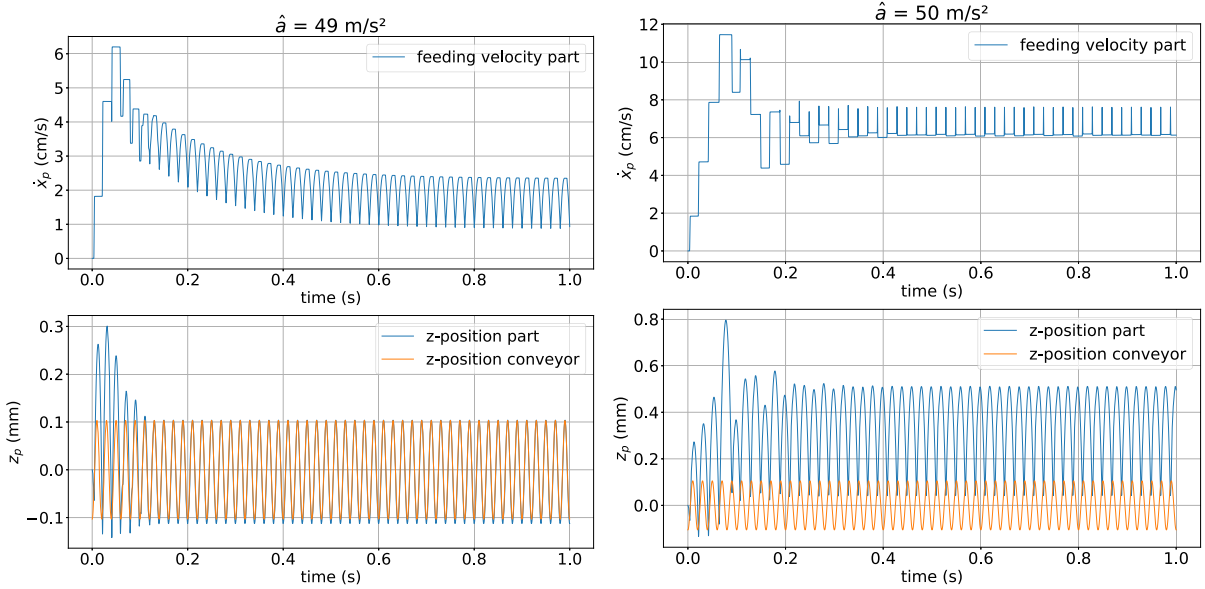 â = 49 m/s²
feeding velocity part
6
5
4
3
2
1
0
ẋp (cm/s)
0.0 0.2 0.4 0.6 0.8 1.0
time (s)
z-position part
z-position conveyor
0.3
0.2
0.1
0.0
−0.1
zp (mm)
0.0 0.2 0.4 0.6 0.8 1.0
time (s)
â = 50 m/s²
feeding velocity part
12
10
8
6
4
2
0
ẋp (cm/s)
0.0 0.2 0.4 0.6 0.8 1.0
time (s)
z-position part
z-position conveyor
0.8
0.6
0.4
0.2
0.0
zp (mm)
0.0 0.2 0.4 0.6 0.8 1.0
time (s)